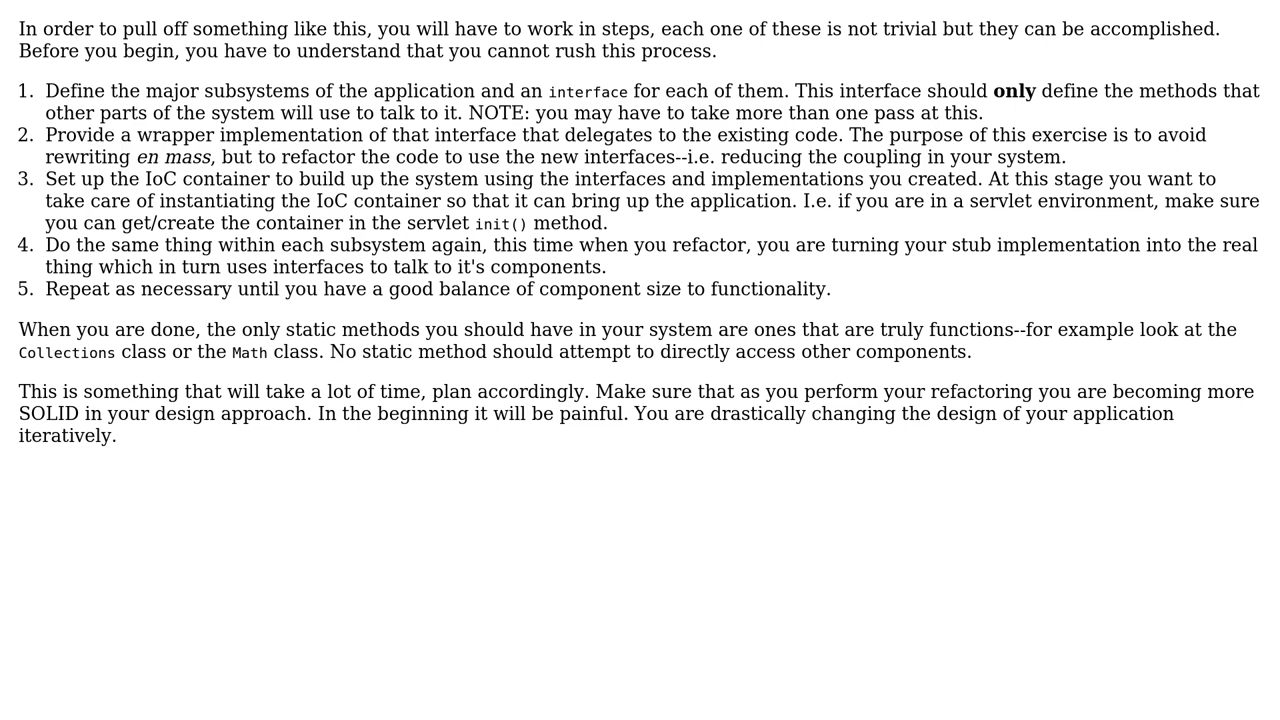 In order to pull off something like this, you will have to work in steps, each one of these is not trivial but they can be accomplished.
Before you begin, you have to understand that you cannot rush this process.
1. Define the major subsystems of the application and an interface for each of them. This interface should only define the methods that
other parts of the system will use to talk to it. NOTE: you may have to take more than one pass at this.
2. Provide a wrapper implementation of that interface that delegates to the existing code. The purpose of this exercise is to avoid
rewriting en mass, but to refactor the code to use the new interfaces--i.e. reducing the coupling in your system.
3. Set up the IoC container to build up the system using the interfaces and implementations you created. At this stage you want to
take care of instantiating the IoC container so that it can bring up the application. I.e. if you are in a servlet environment, make sure
you can get/create the container in the servlet init() method.
4. Do the same thing within each subsystem again, this time when you refactor, you are turning your stub implementation into the real
thing which in turn uses interfaces to talk to it's components.
5. Repeat as necessary until you have a good balance of component size to functionality.
When you are done, the only static methods you should have in your system are ones that are truly functions--for example look at the
Collections class or the Math class. No static method should attempt to directly access other components.
This is something that will take a lot of time, plan accordingly. Make sure that as you perform your refactoring you are becoming more
SOLID in your design approach. In the beginning it will be painful. You are drastically changing the design of your application
iteratively.